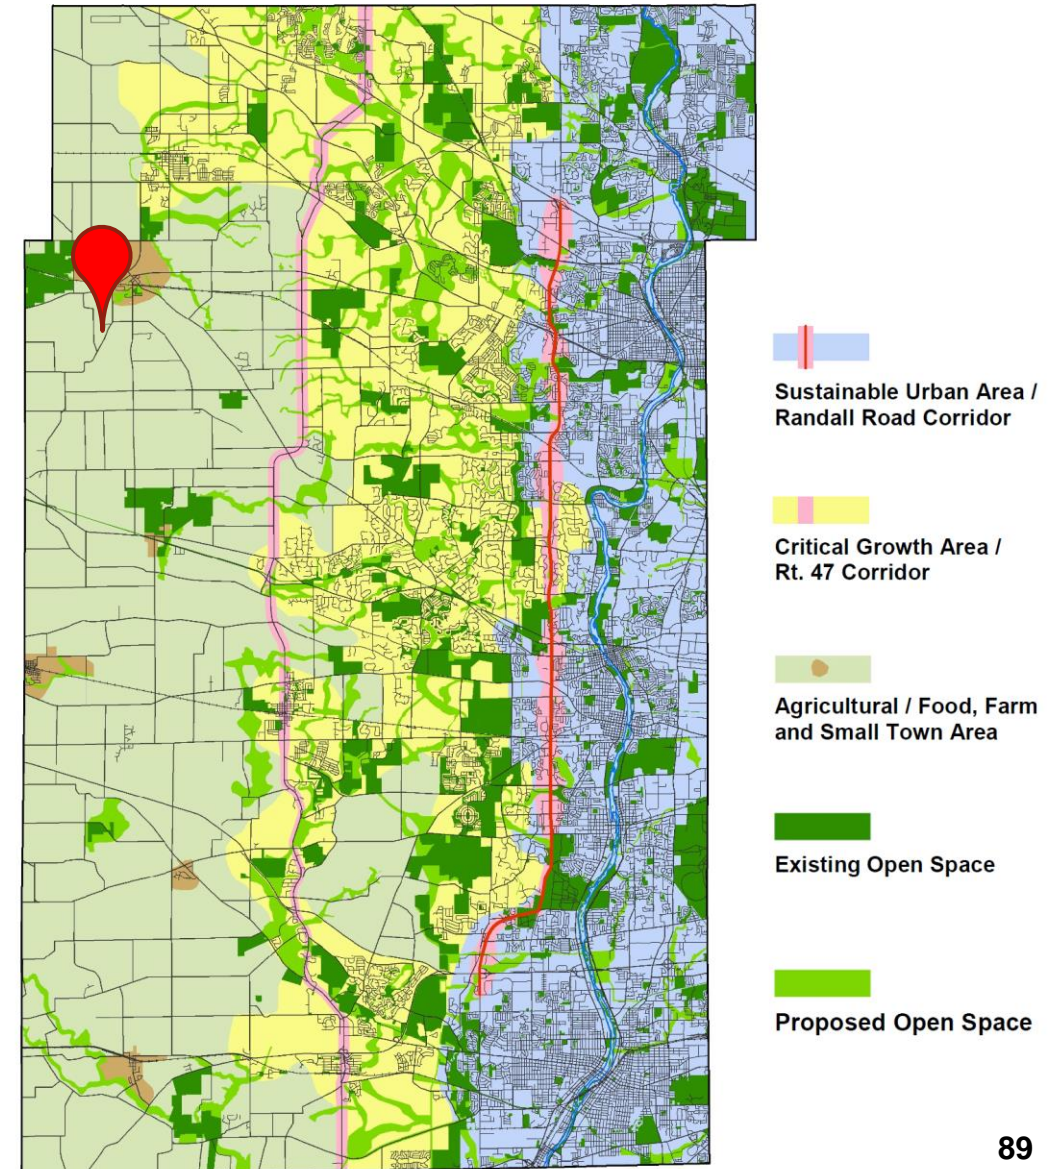 Sustainable Urban Area /
Randall Road Corridor
Critical Growth Area /
Rt. 47 Corridor
Agricultural / Food, Farm
and Small Town Area
Existing Open Space
Proposed Open Space
89